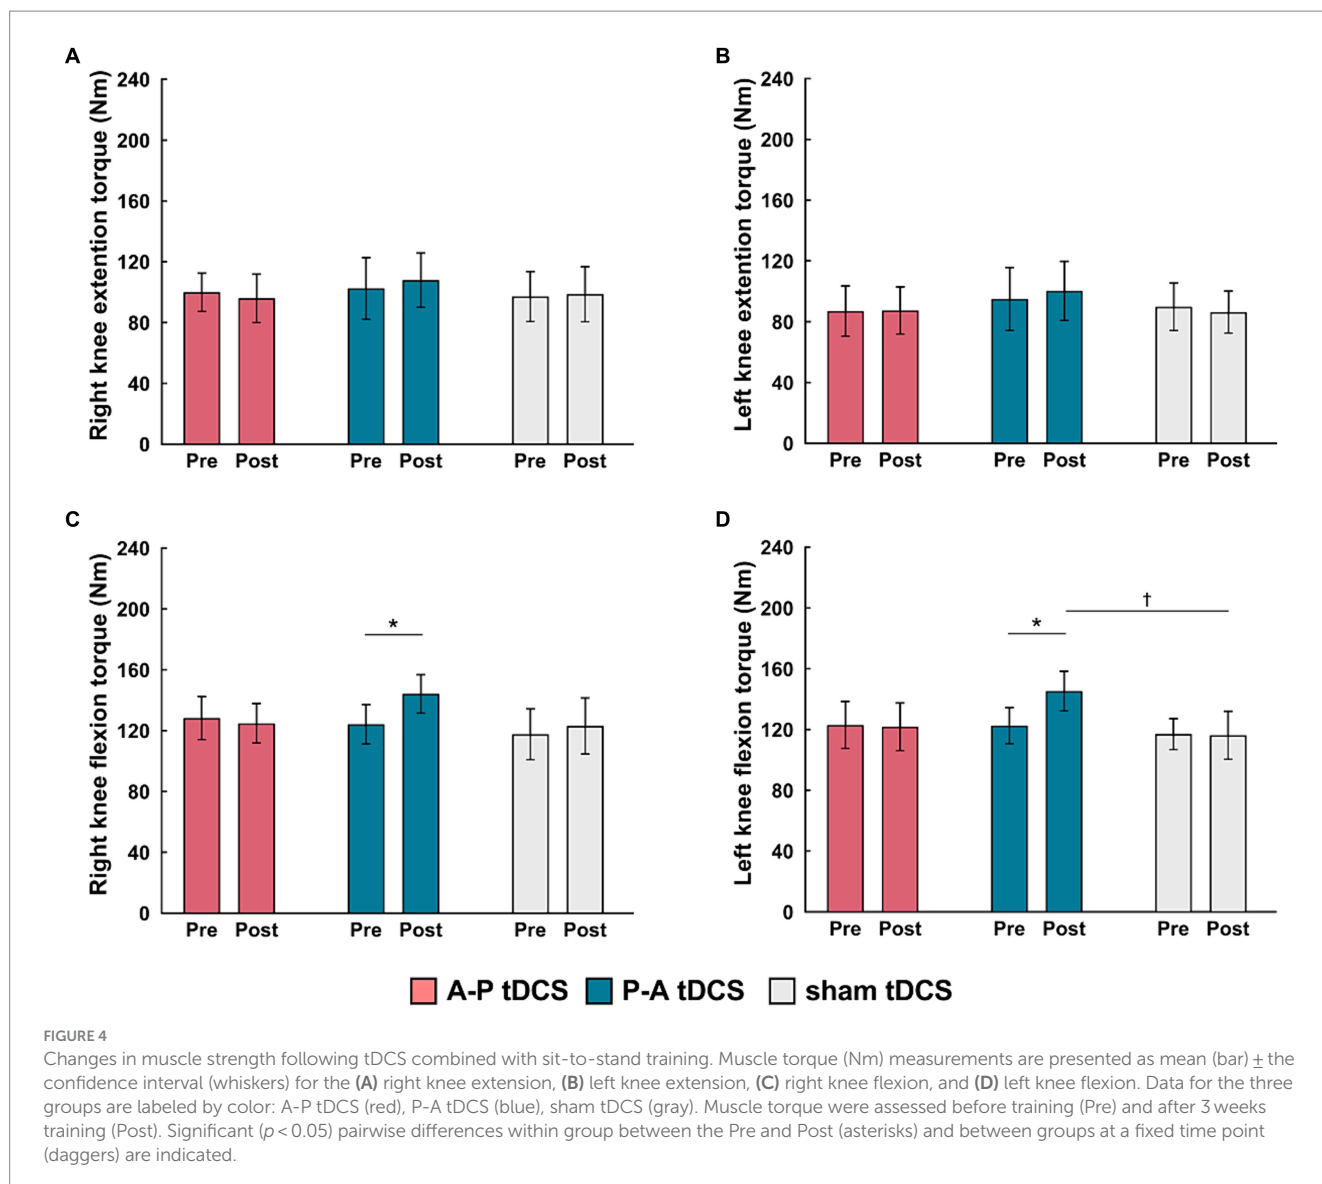 A
Right knee extention torque (Nm)
240
200
160
120
80
40
0
Pre Post Pre Post Pre Post
B
Left knee extention torque (Nm)
240
200
160
120
80
40
0
Pre Post Pre Post Pre Post
C
Right knee flexion torque (Nm)
240
200
160
120
80
40
0
*
Pre Post Pre Post Pre Post
D
Left knee flexion torque (Nm)
240
200
160
120
80
40
0
*
†
Pre Post Pre Post Pre Post
A-P tDCS P-A tDCS sham tDCS
FIGURE 4
Changes in muscle strength following tDCS combined with sit-to-stand training. Muscle torque (Nm) measurements are presented as mean (bar) ± the
confidence interval (whiskers) for the (A) right knee extension, (B) left knee extension, (C) right knee flexion, and (D) left knee flexion. Data for the three
groups are labeled by color: A-P tDCS (red), P-A tDCS (blue), sham tDCS (gray). Muscle torque were assessed before training (Pre) and after 3 weeks
training (Post). Significant (p < 0.05) pairwise differences within group between the Pre and Post (asterisks) and between groups at a fixed time point
(daggers) are indicated.